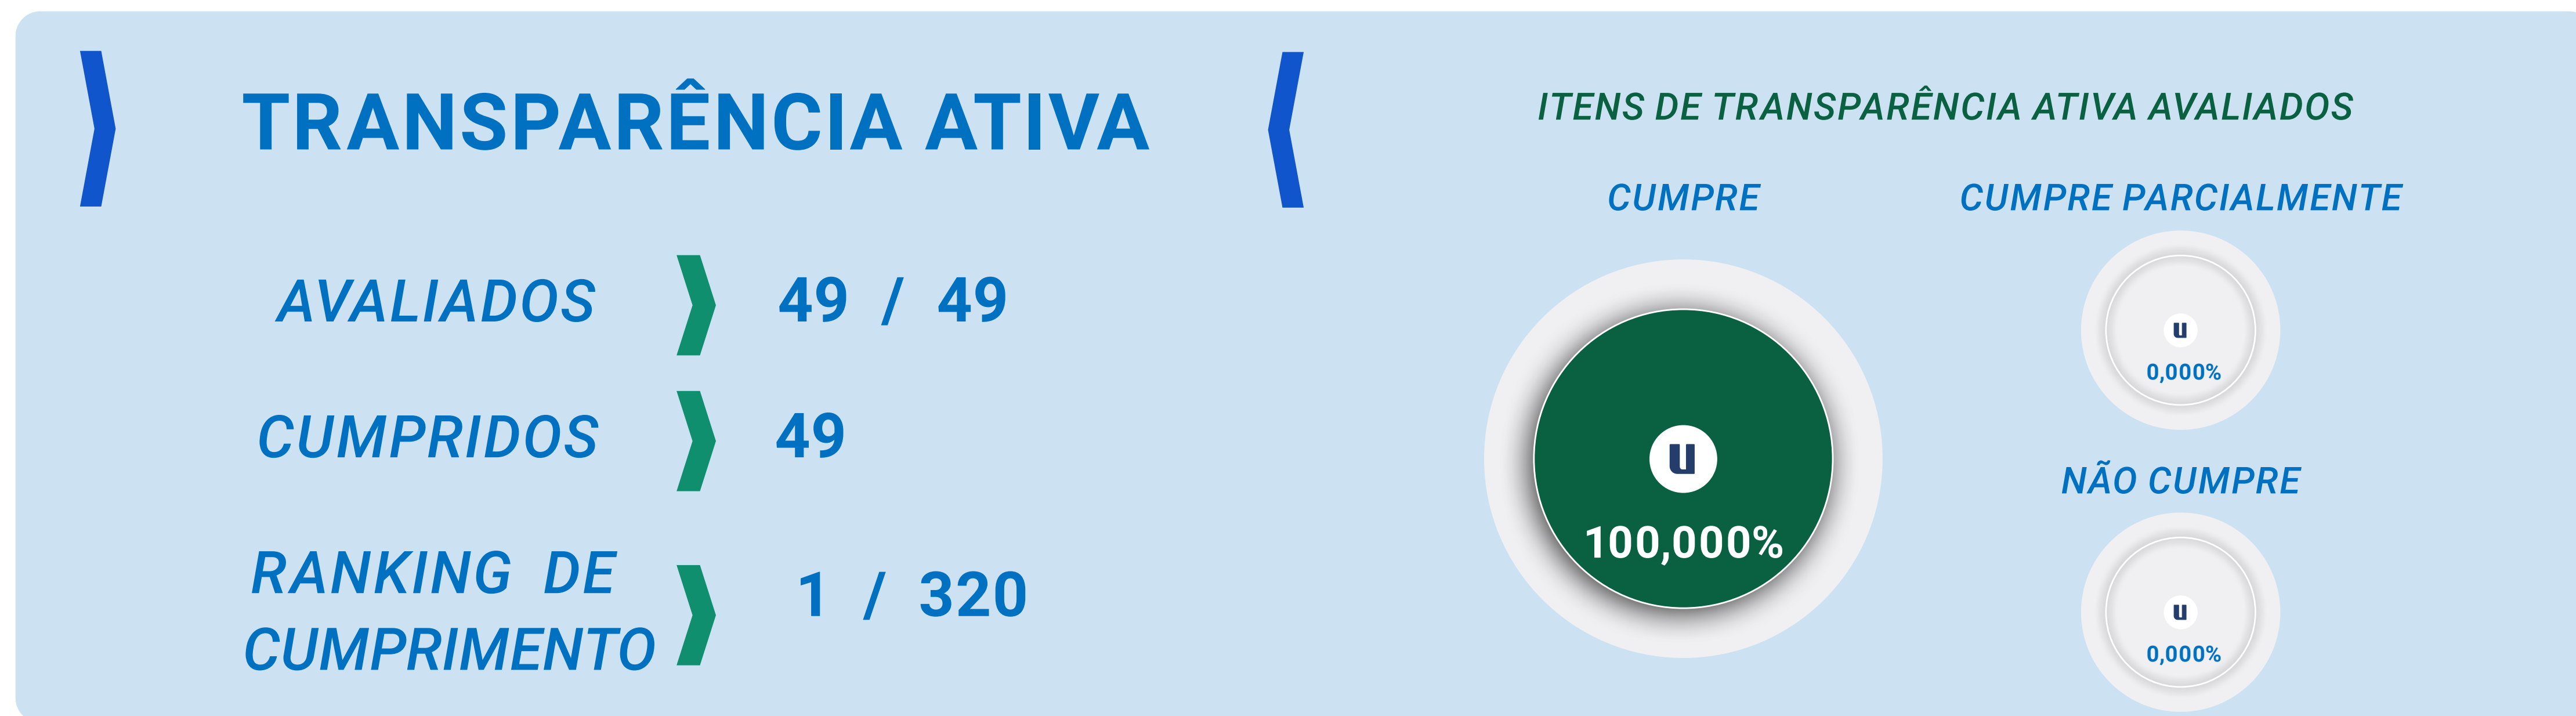 TRANSPARÊNCIA ATIVA
AVALIADOS 49 / 49
CUMPRIDOS 49
RANKING DE
CUMPRIMENTO 1 / 320
ITENS DE TRANSPARÊNCIA ATIVA AVALIADOS
CUMPRE
u
100,000%
CUMPRE PARCIALMENTE
u
0,000%
NÃO CUMPRE
u
0,000%